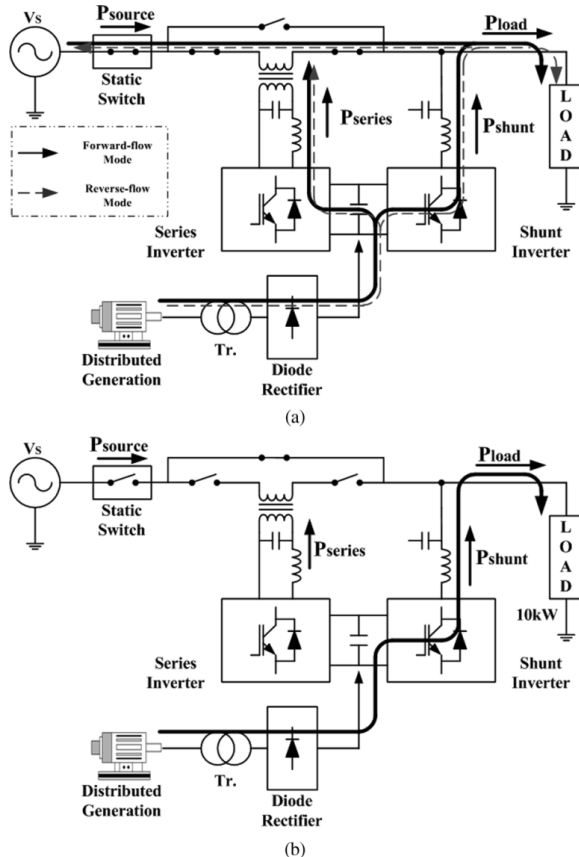 Vs
Psource
Pload
Static
Switch
Forward-flow
Mode
Reverse-flow
Mode
Pseries
Pshunt
L
O
A
D
Series
Inverter
Shunt
Inverter
Distributed
Generation
Tr.
Diode
Rectifier
(a)
Vs
Psource
Pload
Static
Switch
Pseries
Pshunt
L
O
A
D
10kW
Series
Inverter
Shunt
Inverter
Distributed
Generation
Tr.
Diode
Rectifier
(b)